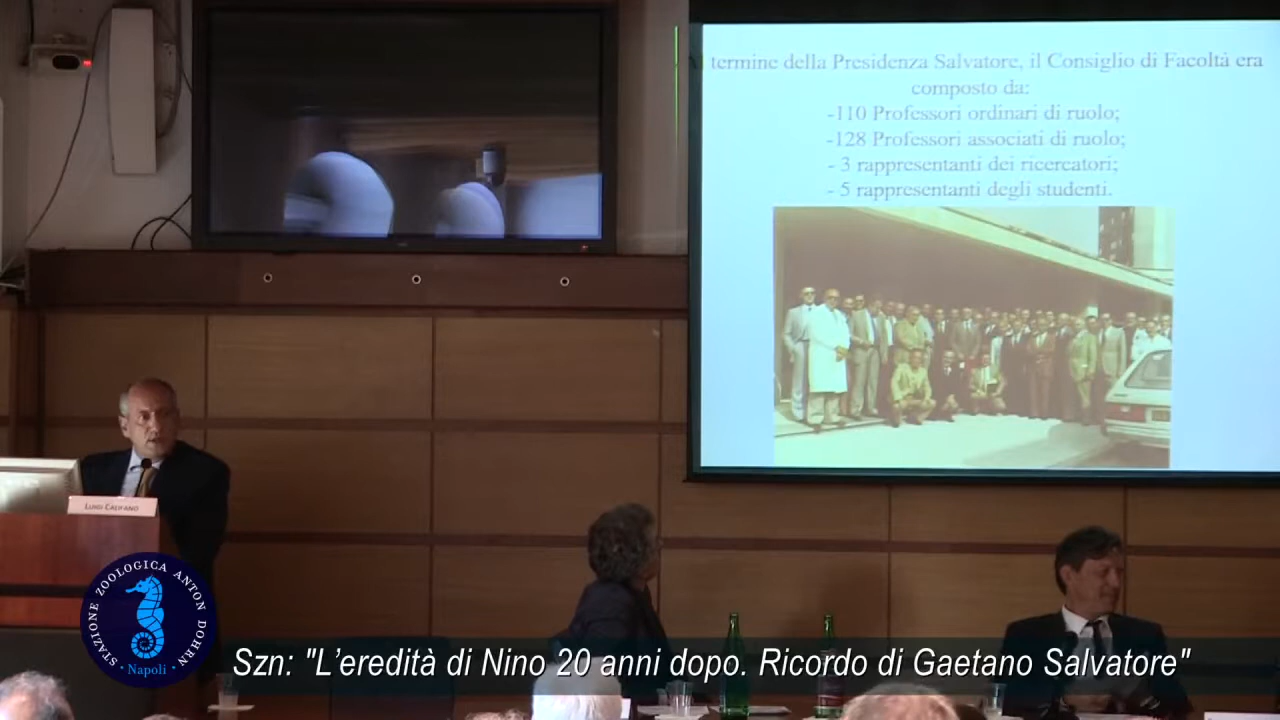 termine della Presidenza Salvatore, il Consiglio di Facoltà era
composto da:
-110 Professori ordinari di ruolo;
-128 Professori associati di ruolo;
- 3 rappresentanti dei ricercatori;
- 5 rappresentanti degli studenti.
LUIGI CALIFANO
STAZIONE ZOOLOGICA ANTON DOHRN
• Napoli •
Szn: "L'eredità di Nino 20 anni dopo. Ricordo di Gaetano Salvatore"